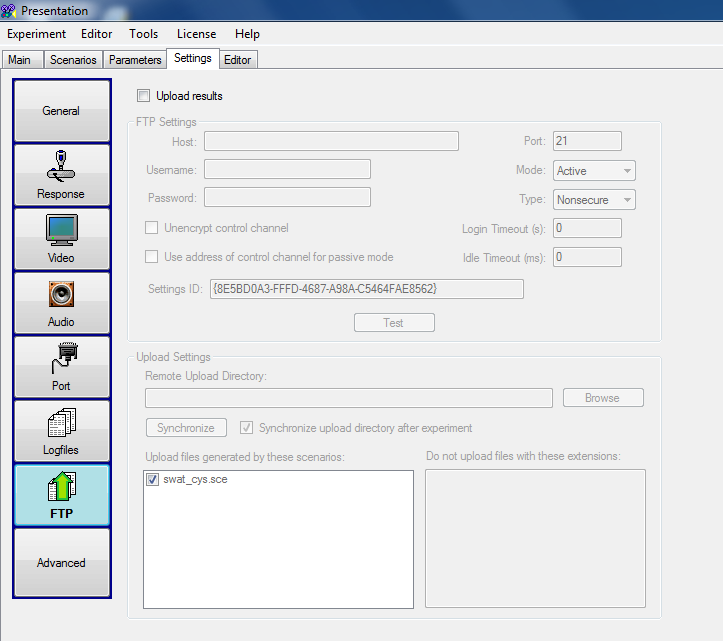 Presentation
Experiment Editor Tools License Help
Main Scenarios Parameters Settings Editor
General
Response
Video
Audio
Port
Logfiles
FTP
Advanced
Upload results
FTP Settings
Host: Port: 21
Username: Mode: Active
Password: Type: Nonsecure
Unencrypt control channel Login Timeout (s): 0
Use address of control channel for passive mode Idle Timeout (ms): 0
Settings ID: {8E5BD0A3-FFFD-4687-A98A-C5464FAE8562}
Test
Upload Settings
Remote Upload Directory:
Browse
Synchronize Synchronize upload directory after experiment
Upload files generated by these scenarios: Do not upload files with these extensions:
swat_cys.sce